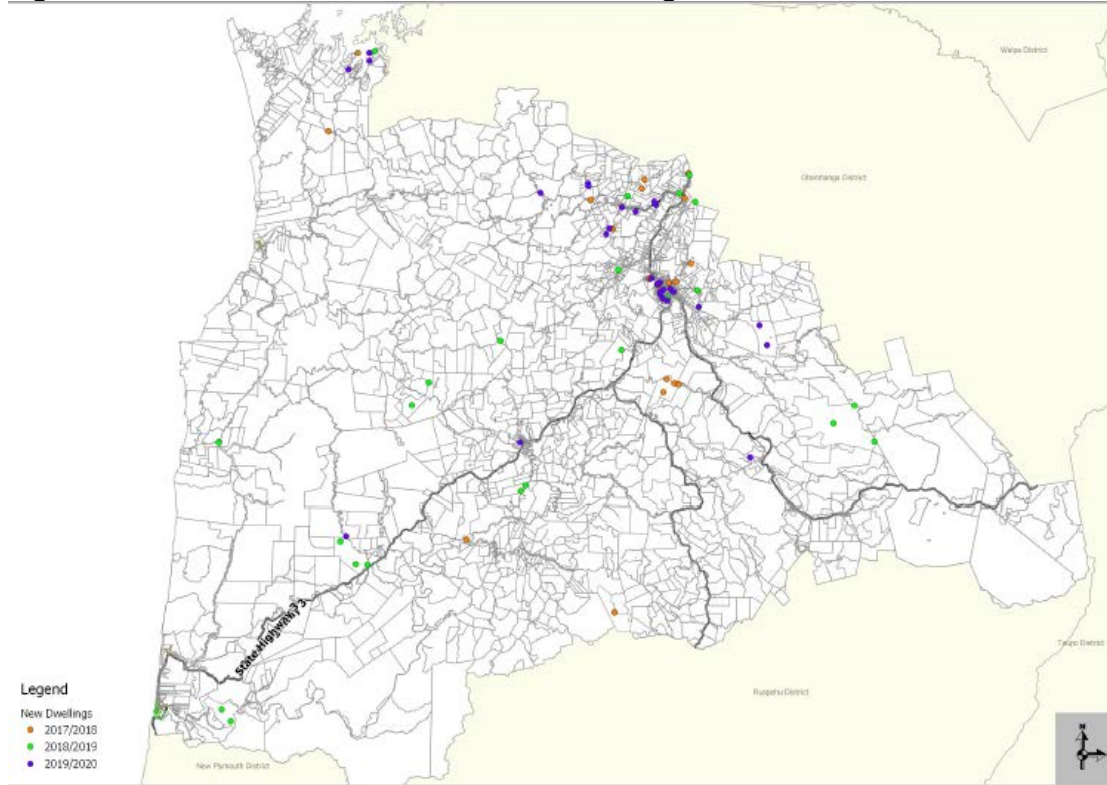 Waipa District
Otorohanga District
State Highway 3
Taupo District
Ruapehu District
New Plymouth District
Legend
New Dwellings
2017/2018
2018/2019
2019/2020
N